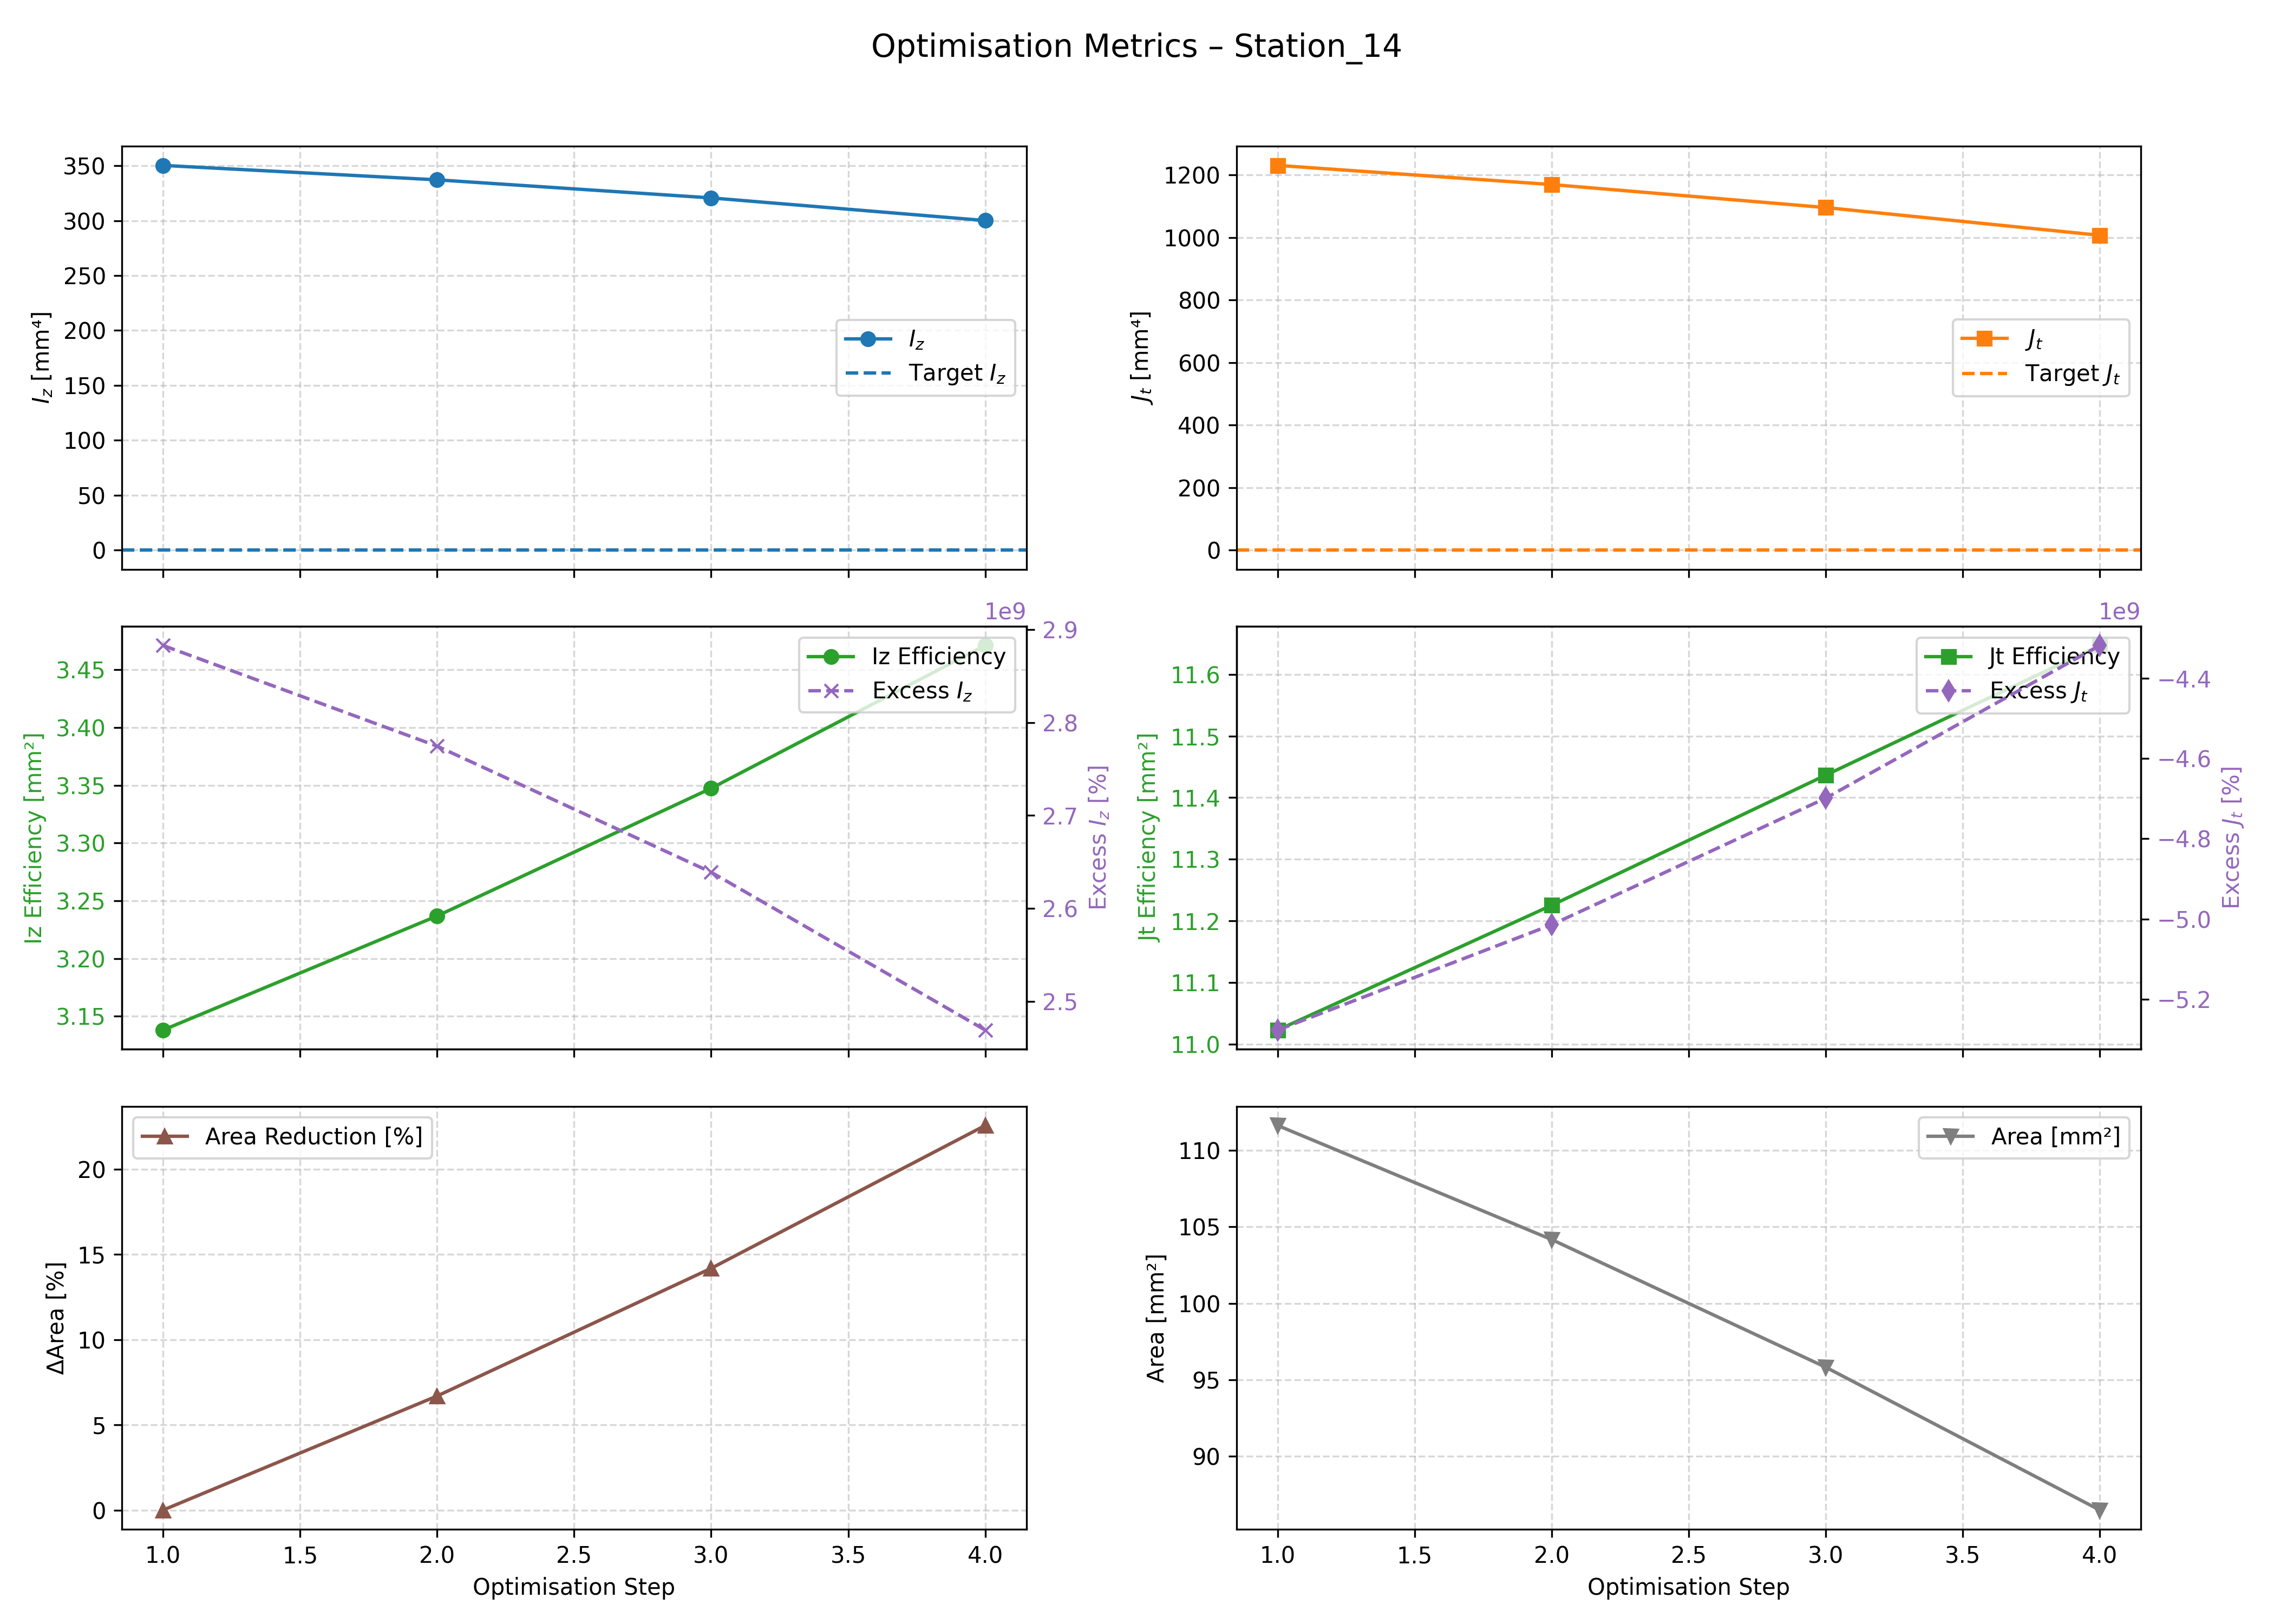 Optimisation Metrics – Station_14
350
300
250
200
150
100
50
0
I_z [mm⁴]
I_z
Target I_z
1200
1000
800
600
400
200
0
J_t [mm⁴]
J_t
Target J_t
1e9
3.45
3.40
3.35
3.30
3.25
3.20
3.15
Iz Efficiency [mm²]
Iz Efficiency
Excess I_z
2.9
2.8
2.7
2.6
2.5
Excess I_z [%]
1e9
11.6
11.5
11.4
11.3
11.2
11.1
11.0
Jt Efficiency [mm²]
Jt Efficiency
Excess J_t
−4.4
−4.6
−4.8
−5.0
−5.2
Excess J_t [%]
20
15
10
5
0
ΔArea [%]
Area Reduction [%]
1.0 1.5 2.0 2.5 3.0 3.5 4.0
Optimisation Step
110
105
100
95
90
Area [mm²]
Area [mm²]
1.0 1.5 2.0 2.5 3.0 3.5 4.0
Optimisation Step